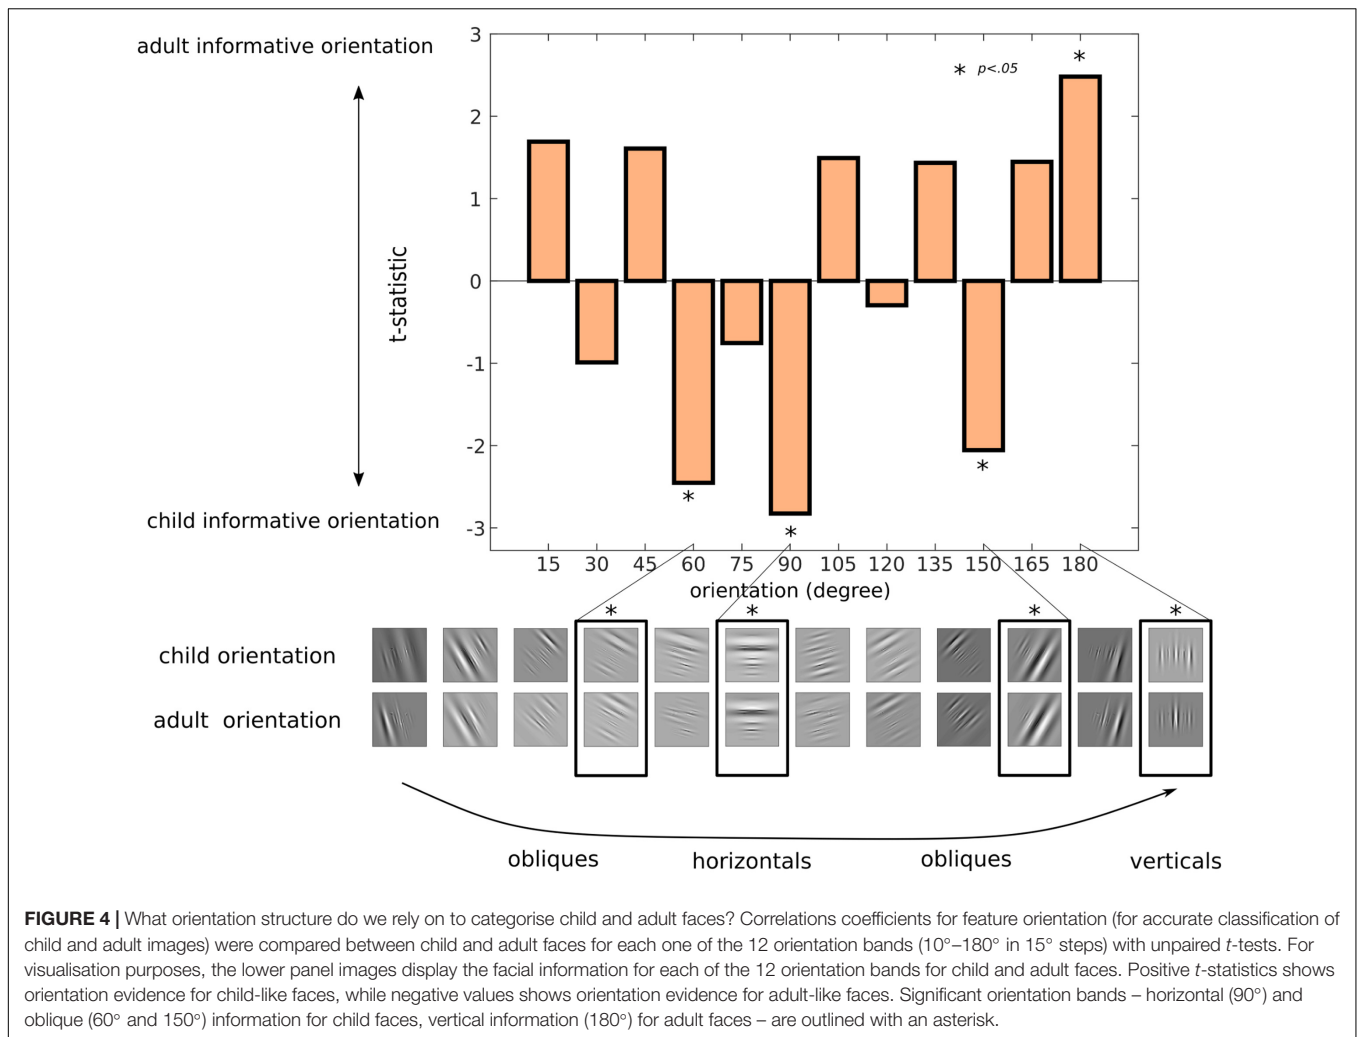 adult informative orientation
3
* p<.05
*
2
1
t-statistic
0
-1
-2
*
*
child informative orientation
-3
*
15 30 45 60 75 90 105 120 135 150 165 180
orientation (degree)
* * * *
child orientation
adult orientation
obliques horizontals obliques verticals
FIGURE 4 | What orientation structure do we rely on to categorise child and adult faces? Correlations coefficients for feature orientation (for accurate classification of
child and adult images) were compared between child and adult faces for each one of the 12 orientation bands (10°–180° in 15° steps) with unpaired t-tests. For
visualisation purposes, the lower panel images display the facial information for each of the 12 orientation bands for child and adult faces. Positive t-statistics shows
orientation evidence for child-like faces, while negative values shows orientation evidence for adult-like faces. Significant orientation bands – horizontal (90°) and
oblique (60° and 150°) information for child faces, vertical information (180°) for adult faces – are outlined with an asterisk.